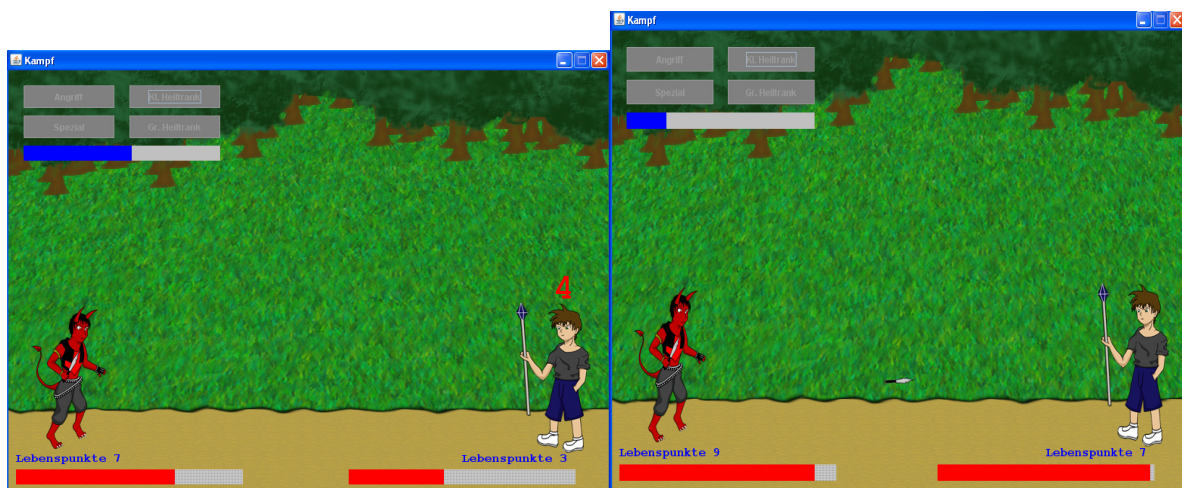 Kampf
Angriff
Kl. Heiltrank
Spezial
Gr. Heiltrank
4
Lebenspunkte 7
Lebenspunkte 3
Kampf
Angriff
Kl. Heiltrank
Spezial
Gr. Heiltrank
Lebenspunkte 9
Lebenspunkte 7